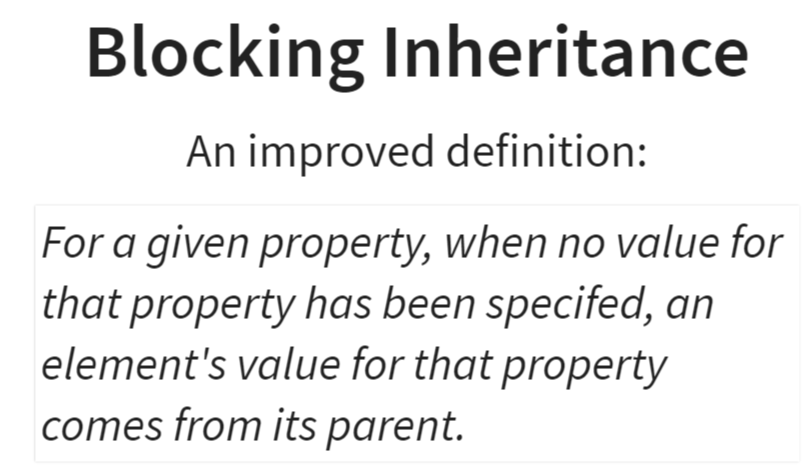 Blocking Inheritance
An improved definition:
For a given property, when no value for
that property has been specifed, an
element's value for that property
comes from its parent.